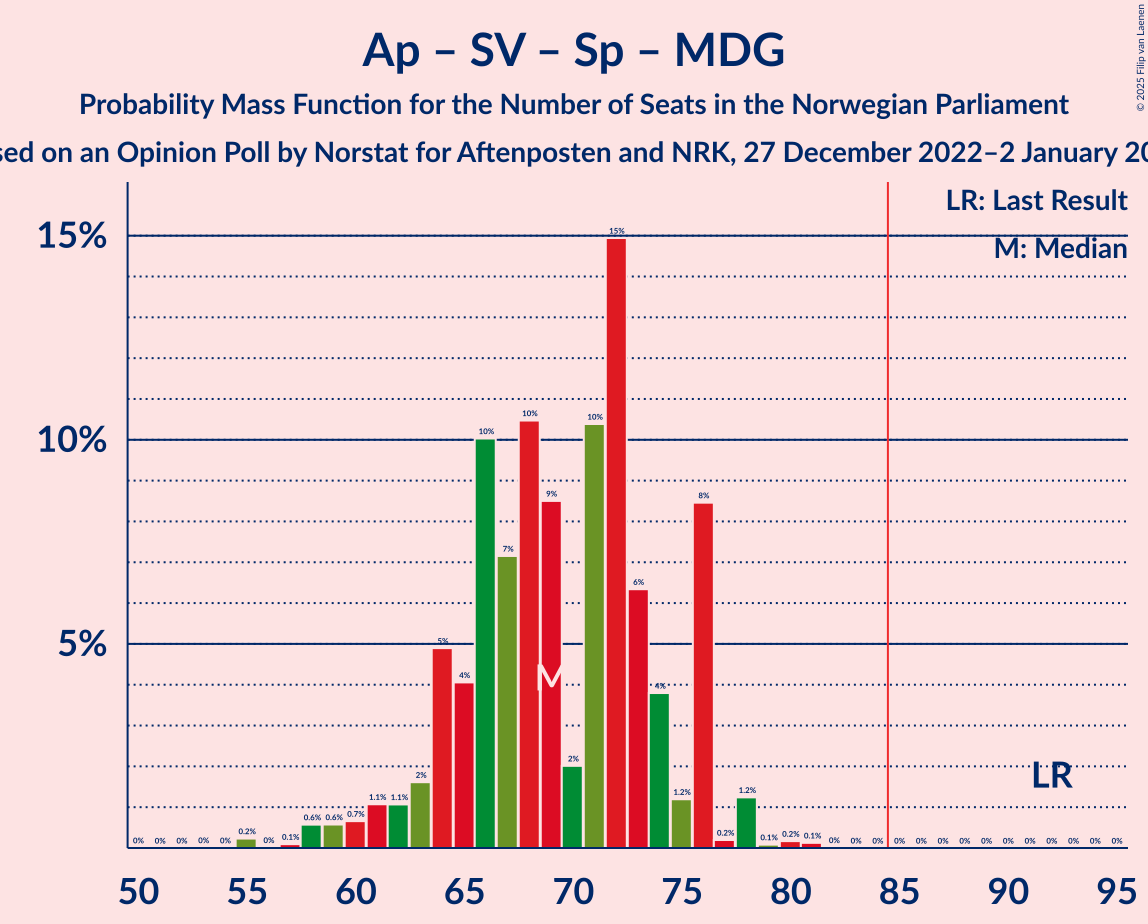 Ap – SV – Sp – MDG
Probability Mass Function for the Number of Seats in the Norwegian Parliament
sed on an Opinion Poll by Norstat for Aftenposten and NRK, 27 December 2022–2 January 20
© 2025 Filip van Laenen
LR: Last Result
M: Median
15%
10%
5%
0% 0% 0% 0% 0% 0.2% 0% 0.1% 0.6% 0.6% 0.7% 1.1% 1.1% 2% 5% 4% 10% 7% 10% 9% 2% 10% 15% 6% 4% 1.2% 8% 0.2% 1.2% 0.1% 0.2% 0.1% 0% 0% 0% 0% 0% 0% 0% 0% 0% 0% 0% 0% 0% 0%
M
LR
50 55 60 65 70 75 80 85 90 95